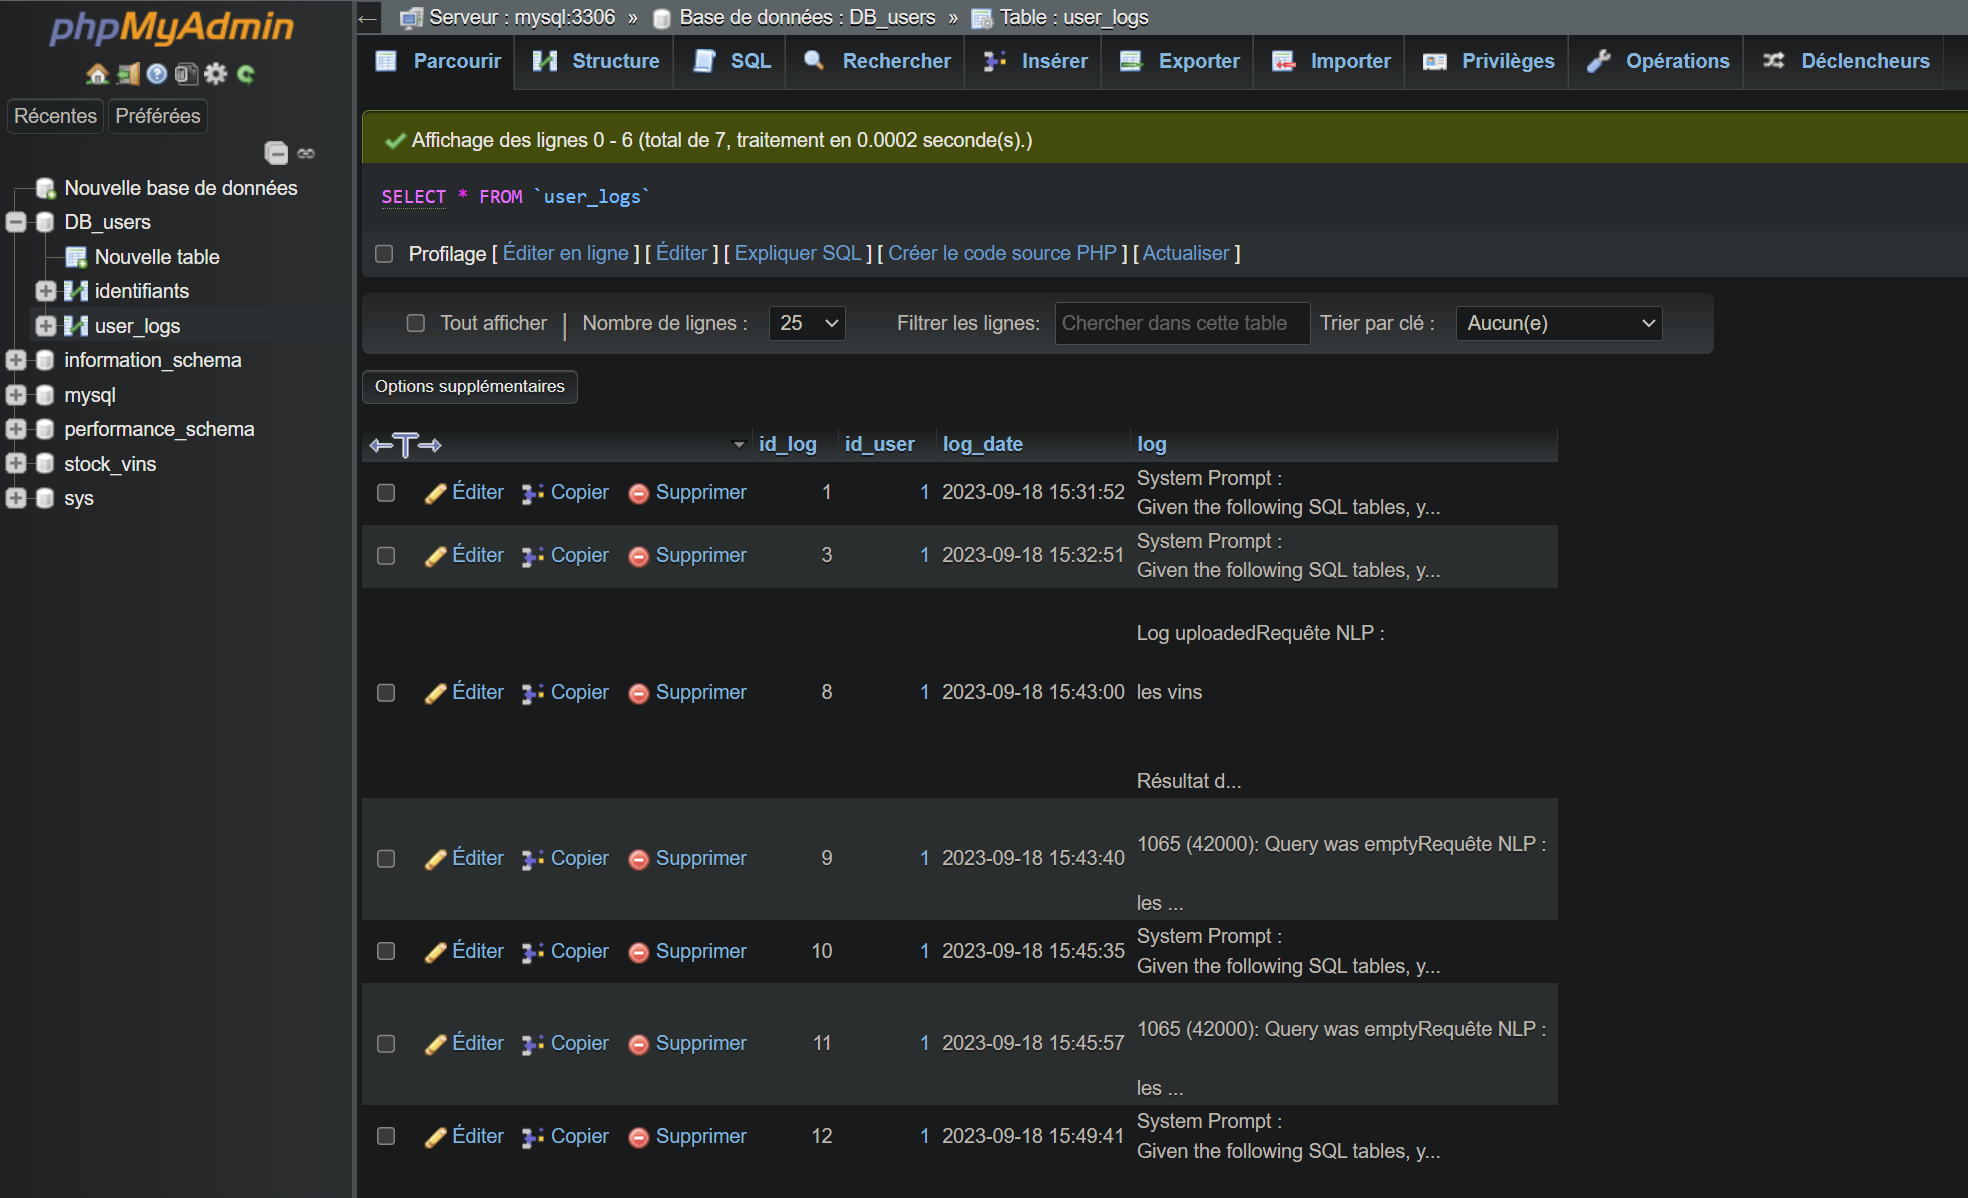 phpMyAdmin
Récentes Préférées
Nouvelle base de données
DB_users
Nouvelle table
identifiants
user_logs
information_schema
mysql
performance_schema
stock_vins
sys
← Serveur : mysql:3306 » Base de données : DB_users » Table : user_logs
Parcourir Structure SQL Rechercher Insérer Exporter Importer Privilèges Opérations Déclencheurs
Affichage des lignes 0 - 6 (total de 7, traitement en 0.0002 seconde(s).)
SELECT * FROM `user_logs`
Profilage [ Éditer en ligne ] [ Éditer ] [ Expliquer SQL ] [ Créer le code source PHP ] [ Actualiser ]
Tout afficher | Nombre de lignes : 25 Filtrer les lignes: Chercher dans cette table Trier par clé : Aucun(e)
Options supplémentaires
←T→ id_log id_user log_date log
Éditer Copier Supprimer 1 1 2023-09-18 15:31:52 System Prompt :
Given the following SQL tables, y...
Éditer Copier Supprimer 3 1 2023-09-18 15:32:51 System Prompt :
Given the following SQL tables, y...
Log uploadedRequête NLP :
Éditer Copier Supprimer 8 1 2023-09-18 15:43:00 les vins
Résultat d...
1065 (42000): Query was emptyRequête NLP :
Éditer Copier Supprimer 9 1 2023-09-18 15:43:40
les ...
Éditer Copier Supprimer 10 1 2023-09-18 15:45:35 System Prompt :
Given the following SQL tables, y...
1065 (42000): Query was emptyRequête NLP :
Éditer Copier Supprimer 11 1 2023-09-18 15:45:57
les ...
Éditer Copier Supprimer 12 1 2023-09-18 15:49:41 System Prompt :
Given the following SQL tables, y...